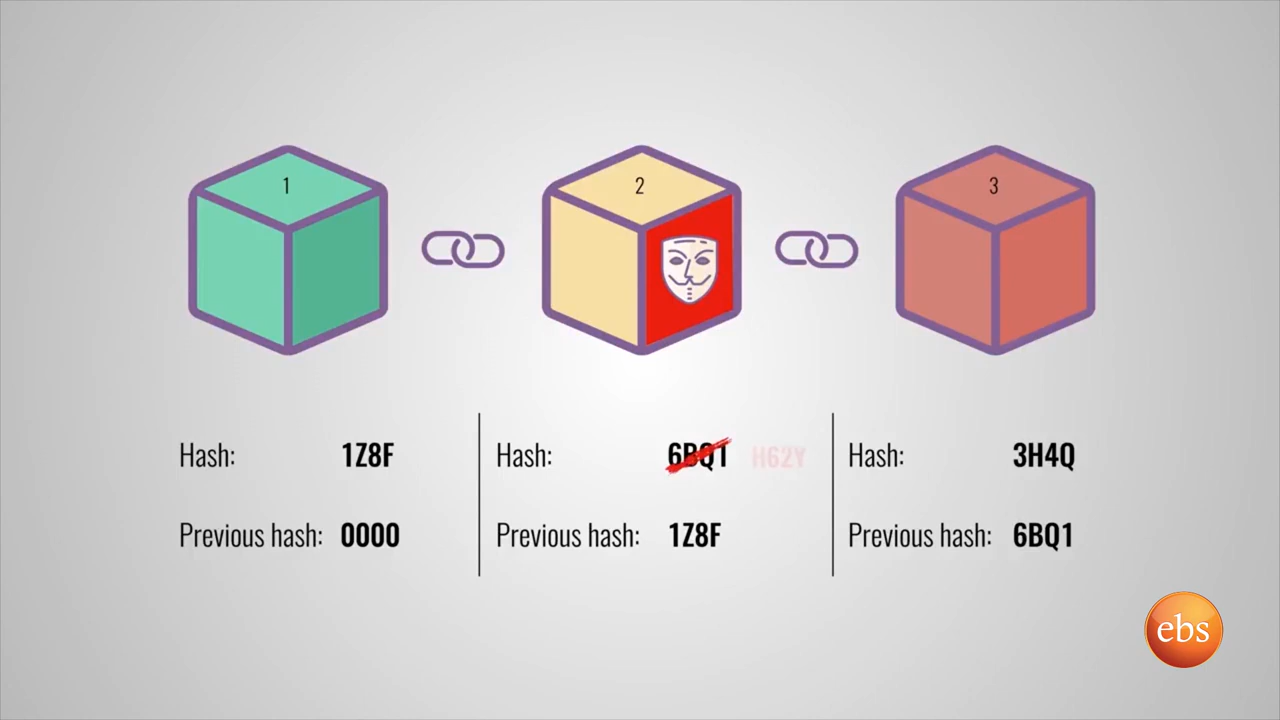 1
2
3
Hash: 1Z8F
Previous hash: 0000
Hash: 6BQ1 H62Y
Previous hash: 1Z8F
Hash: 3H4Q
Previous hash: 6BQ1
ebs